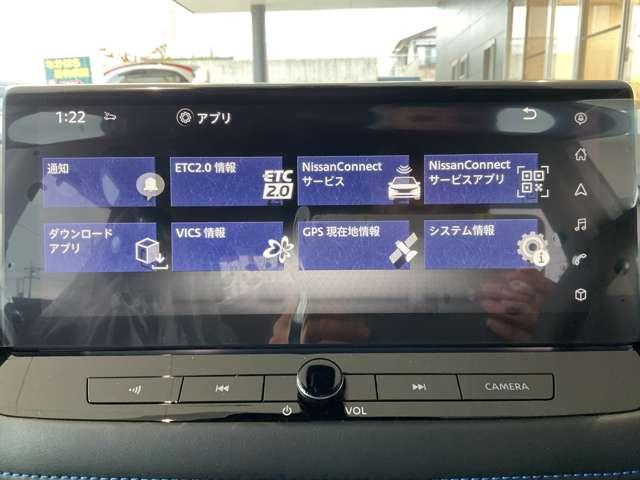 1:22
アプリ
通知
ETC2.0 情報
ETC
2.0
NissanConnect
サービス
NissanConnect
サービスアプリ
ダウンロード
アプリ
VICS 情報
GPS 現在地情報
システム情報
VOL
CAMERA